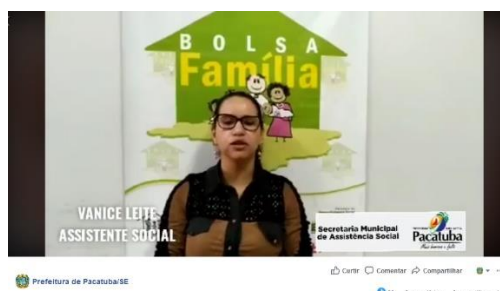 BOLSA
Família
VANICE LEITE
ASSISTENTE SOCIAL
Secretaria Municipal
de Assistência Social
Pacatuba
Curtir Comentar Compartilhar
Prefeitura de Pacatuba/SE